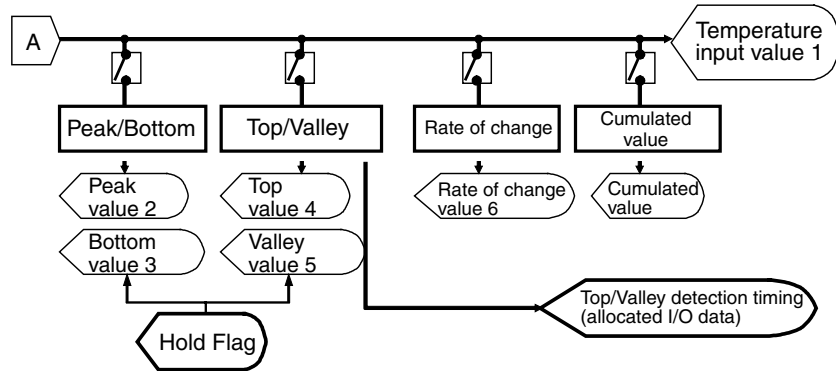 A
Temperature
input value 1
Peak/Bottom
Top/Valley
Rate of change
Cumulated
value
Peak
value 2
Top
value 4
Rate of change
value 6
Cumulated
value
Bottom
value 3
Valley
value 5
Top/Valley detection timing
(allocated I/O data)
Hold Flag